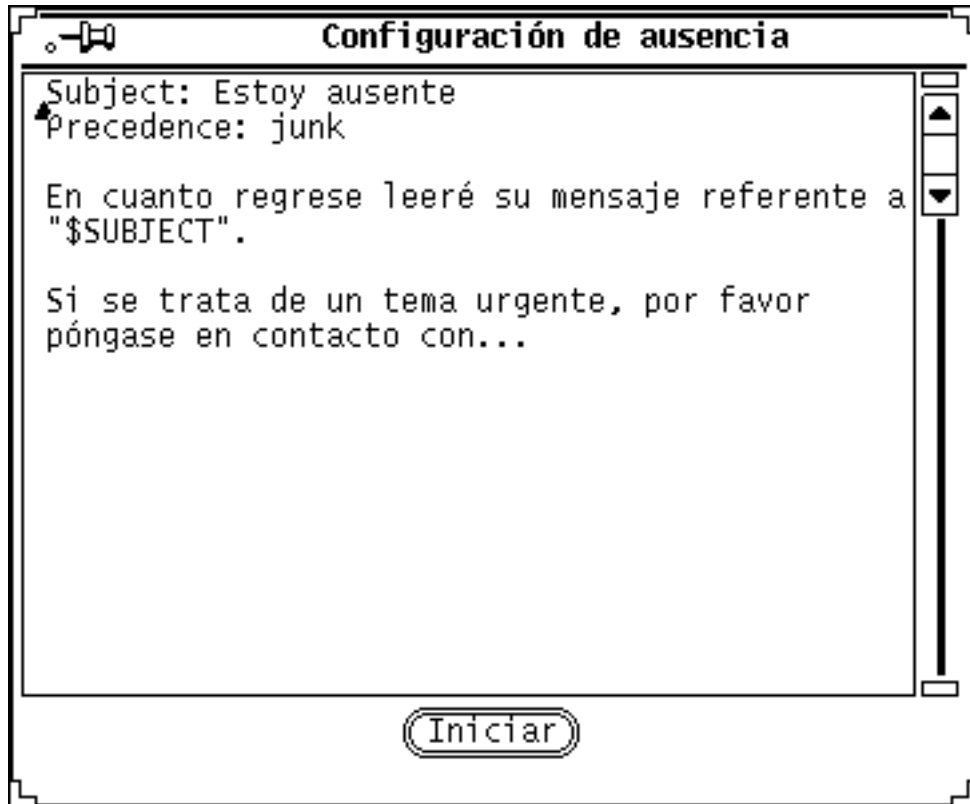 Configuración de ausencia
Subject: Estoy ausente
Precedence: junk
En cuanto regrese leeré su mensaje referente a
"$SUBJECT".
Si se trata de un tema urgente, por favor
póngase en contacto con...
Iniciar